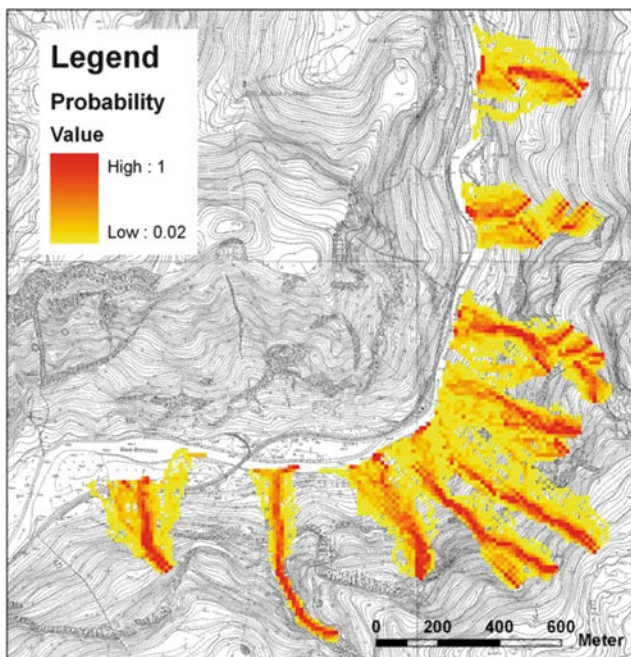 Legend
Probability
Value
High : 1
Low : 0.02
0 200 400 600
Meter